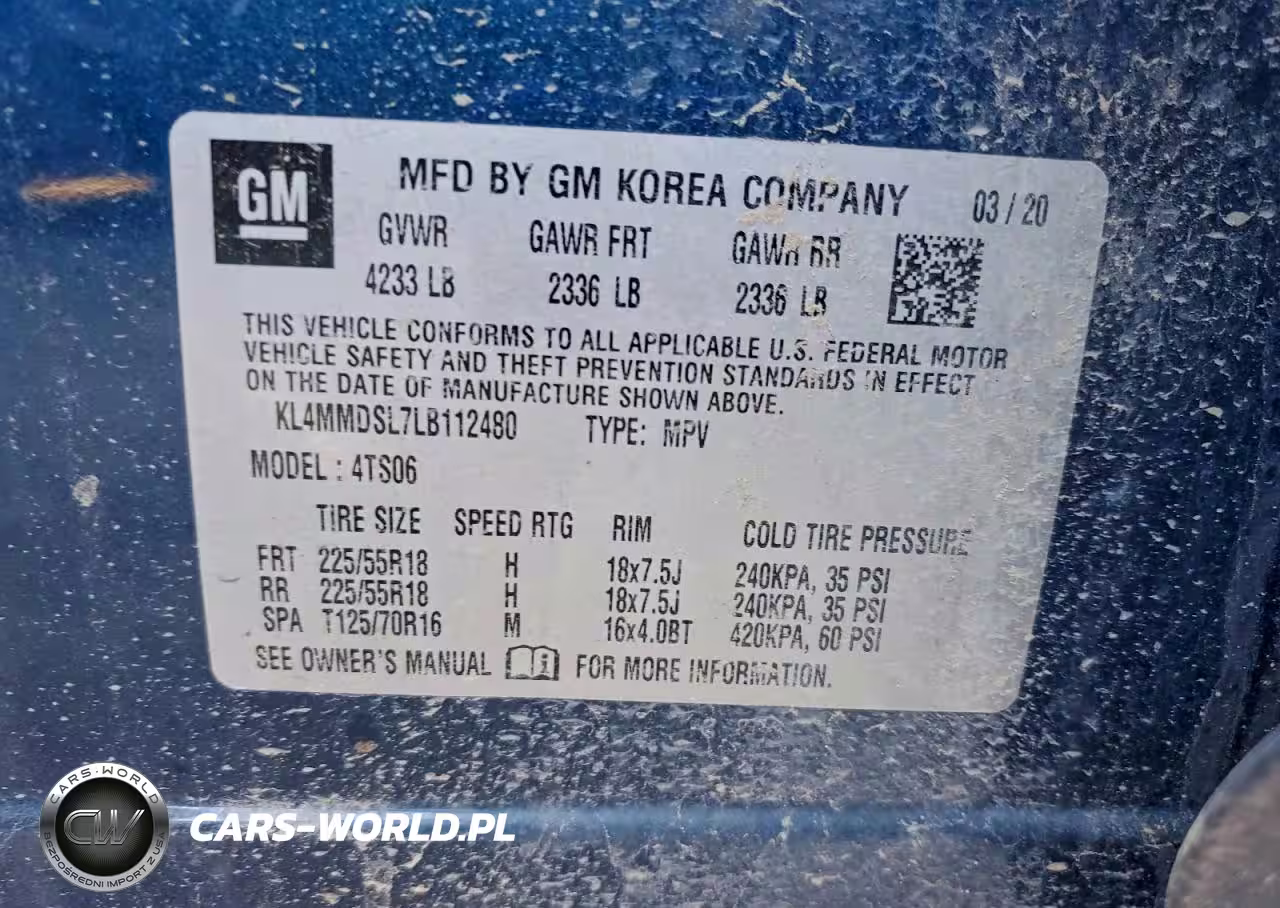 GM
MFD BY GM KOREA COMPANY 03 / 20
GVWR GAWR FRT GAWR RR
4233 LB 2336 LB 2336 LB
THIS VEHICLE CONFORMS TO ALL APPLICABLE U.S. FEDERAL MOTOR
VEHICLE SAFETY AND THEFT PREVENTION STANDARDS IN EFFECT
ON THE DATE OF MANUFACTURE SHOWN ABOVE.
KL4MMDSL7LB112480 TYPE: MPV
MODEL : 4TS06
TIRE SIZE SPEED RTG RIM COLD TIRE PRESSURE
FRT 225/55R18 H 18x7.5J 240KPA, 35 PSI
RR 225/55R18 H 18x7.5J 240KPA, 35 PSI
SPA T125/70R16 M 16x4.0BT 420KPA, 60 PSI
SEE OWNER'S MANUAL i FOR MORE INFORMATION.
CARS-WORLD
CW
BEZPOŚREDNI IMPORT Z USA
CARS-WORLD.PL